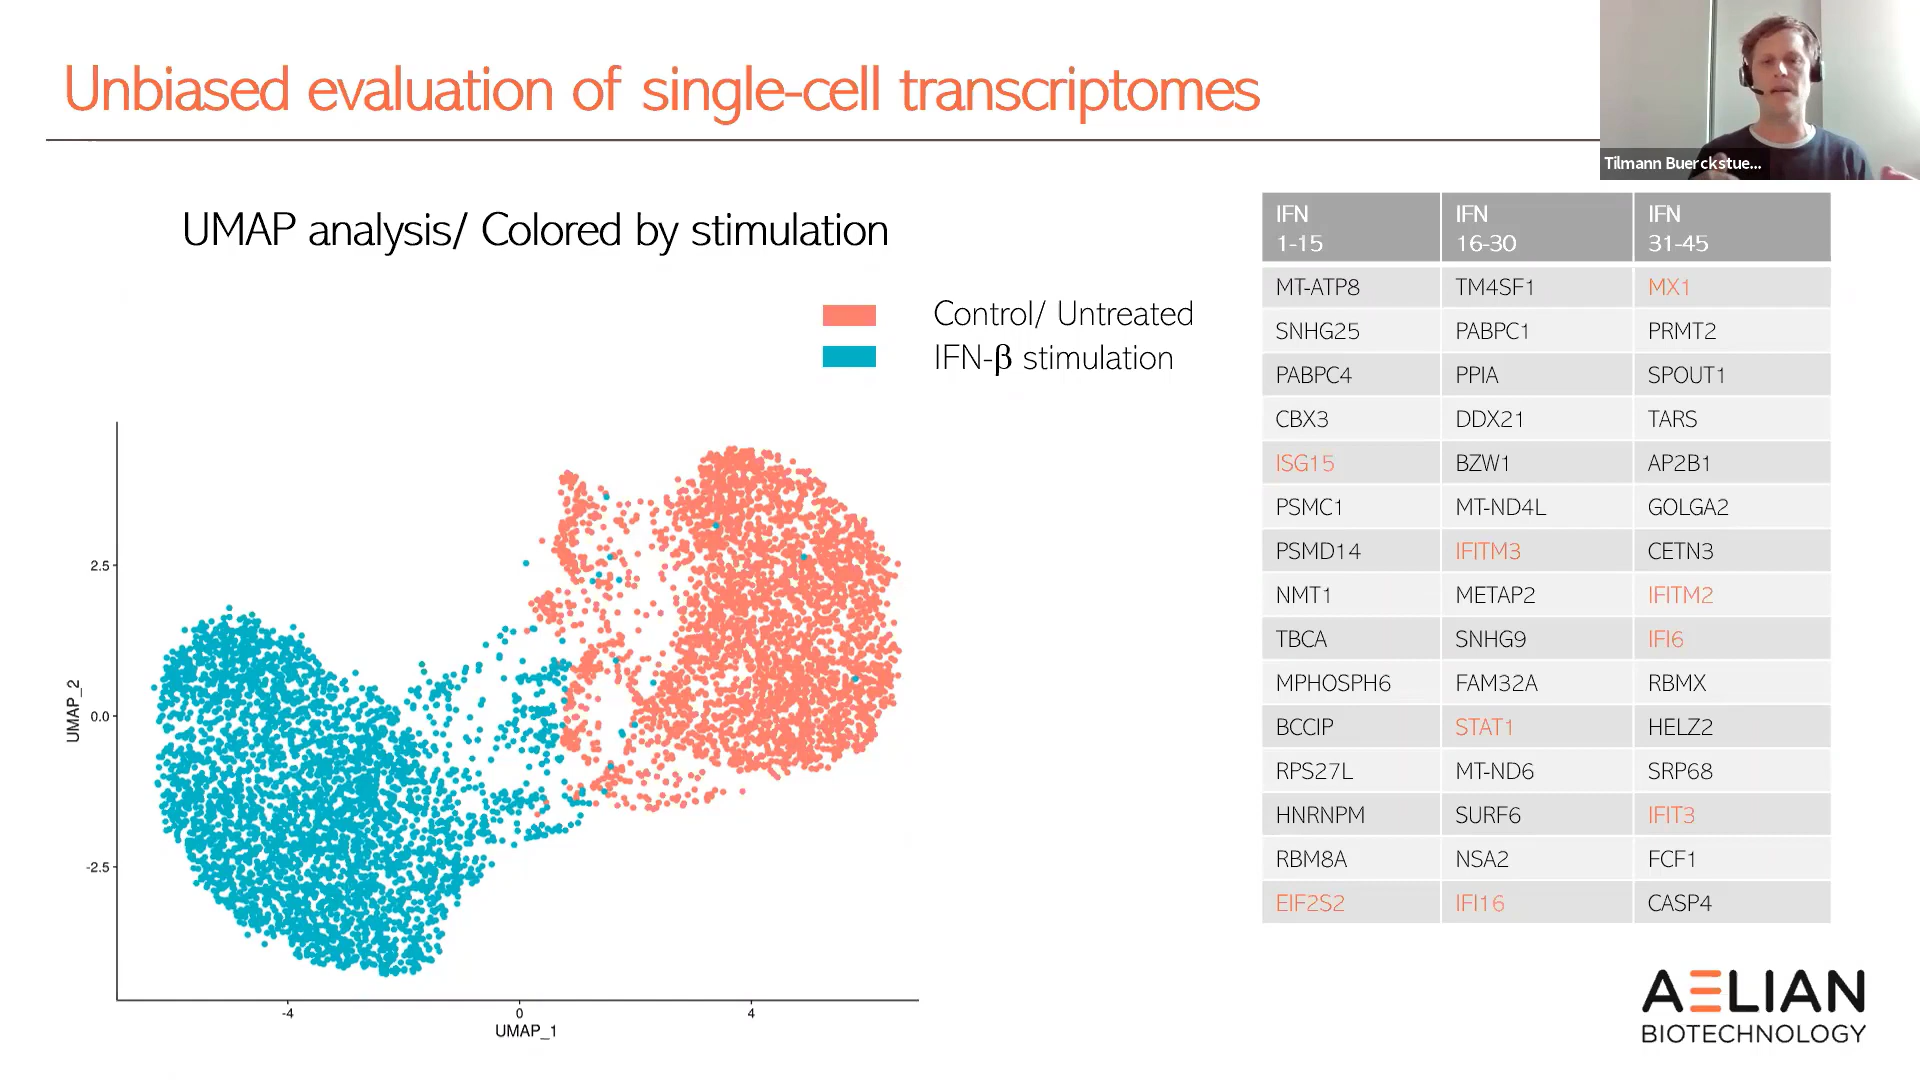 Unbiased evaluation of single-cell transcriptomes
Tilmann Buerckstue...
UMAP analysis/ Colored by stimulation
Control/ Untreated
IFN-β stimulation
2.5
0.0
-2.5
UMAP_2
-4
0
4
UMAP_1
IFN 1-15
IFN 16-30
IFN 31-45
MT-ATP8 TM4SF1 MX1
SNHG25 PABPC1 PRMT2
PABPC4 PPIA SPOUT1
CBX3 DDX21 TARS
ISG15 BZW1 AP2B1
PSMC1 MT-ND4L GOLGA2
PSMD14 IFITM3 CETN3
NMT1 METAP2 IFITM2
TBCA SNHG9 IFI6
MPHOSPH6 FAM32A RBMX
BCCIP STAT1 HELZ2
RPS27L MT-ND6 SRP68
HNRNPM SURF6 IFIT3
RBM8A NSA2 FCF1
EIF2S2 IFI16 CASP4
AELIAN
BIOTECHNOLOGY